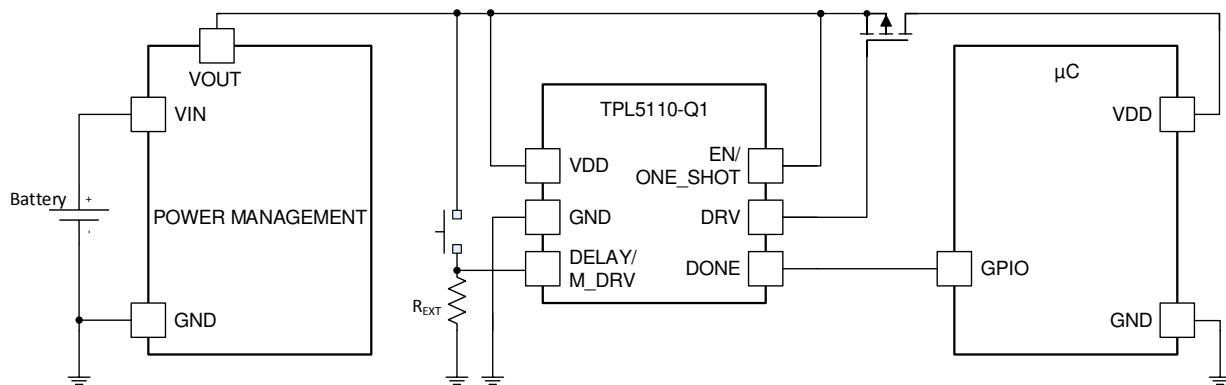 VOUT
VIN
Battery
+
-
POWER MANAGEMENT
GND
TPL5110-Q1
VDD
GND
DELAY/
M_DRV
EN/
ONE_SHOT
DRV
DONE
REXT
µC
VDD
GPIO
GND